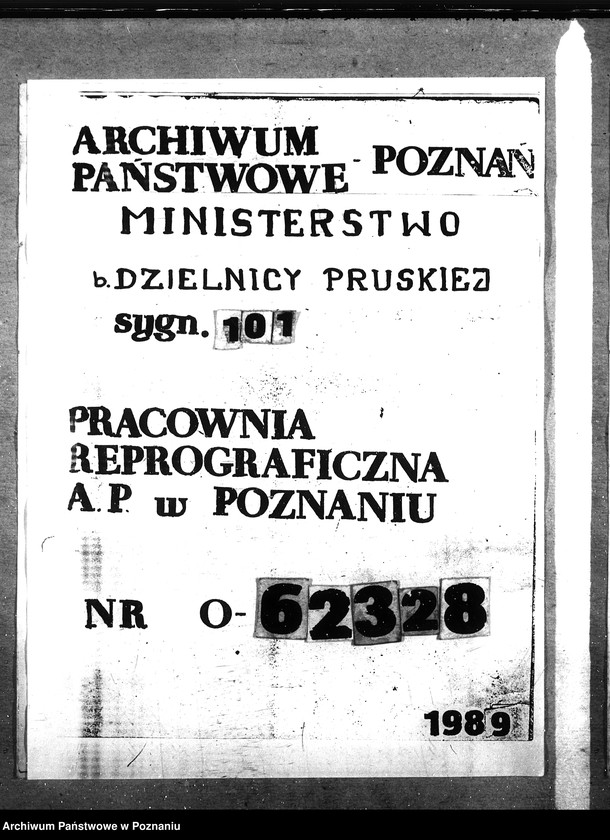 ARCHIWUM
PAŃSTWOWE - POZNAŃ
MINISTERSTWO
b. DZIELNICY PRUSKIEJ
sygn. 101
PRACOWNIA
REPROGRAFICZNA
A.P. w POZNANIU
NR O-62328
1989
Archiwum Państwowe w Poznaniu